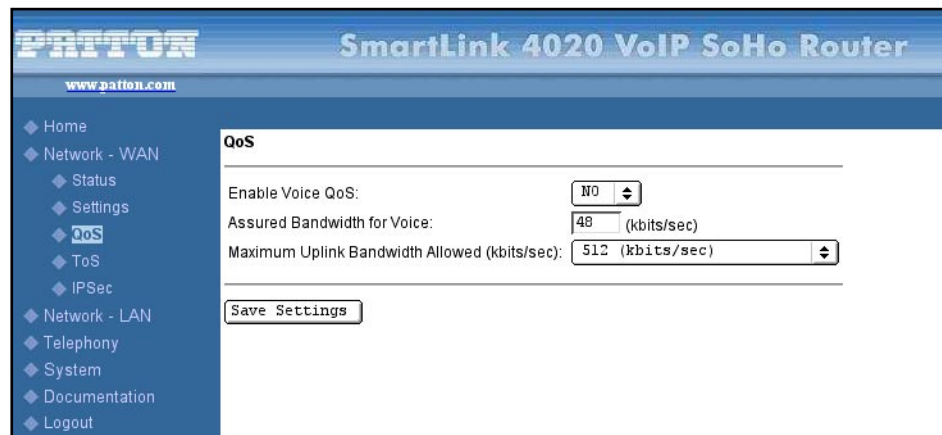 PATTON
SmartLink 4020 VoIP SoHo Router
www.patton.com
Home
Network - WAN
Status
Settings
QoS
ToS
IPSec
Network - LAN
Telephony
System
Documentation
Logout
QoS
Enable Voice QoS: NO
Assured Bandwidth for Voice: 48 (kbits/sec)
Maximum Uplink Bandwidth Allowed (kbits/sec): 512 (kbits/sec)
Save Settings